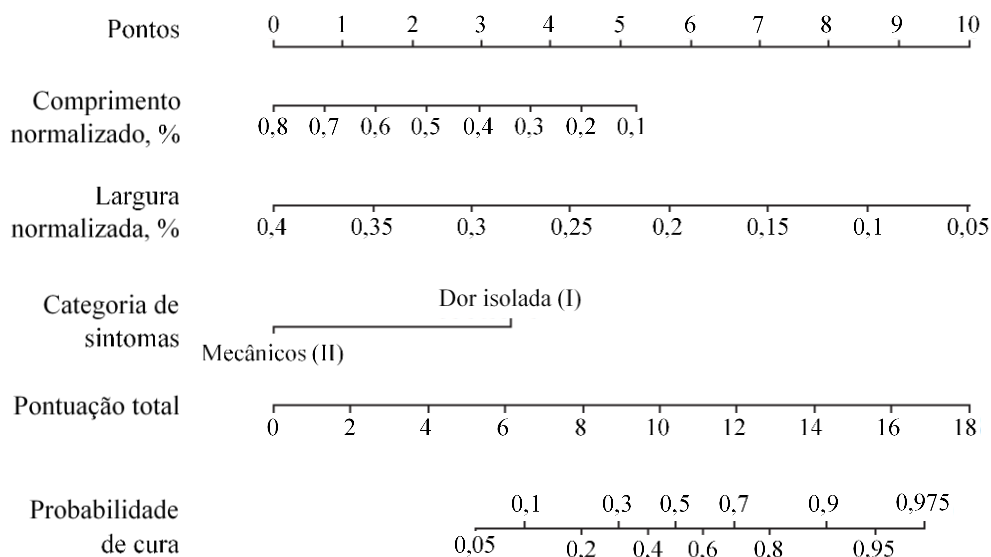 Pontos
0 1 2 3 4 5 6 7 8 9 10
Comprimento
normalizado, %
0,8 0,7 0,6 0,5 0,4 0,3 0,2 0,1
Largura
normalizada, %
0,4 0,35 0,3 0,25 0,2 0,15 0,1 0,05
Categoria de
sintomas
Dor isolada (I)
Mecânicos (II)
Pontuação total
0 2 4 6 8 10 12 14 16 18
Probabilidade
de cura
0,1 0,3 0,5 0,7 0,9 0,975
0,05 0,2 0,4 0,6 0,8 0,95